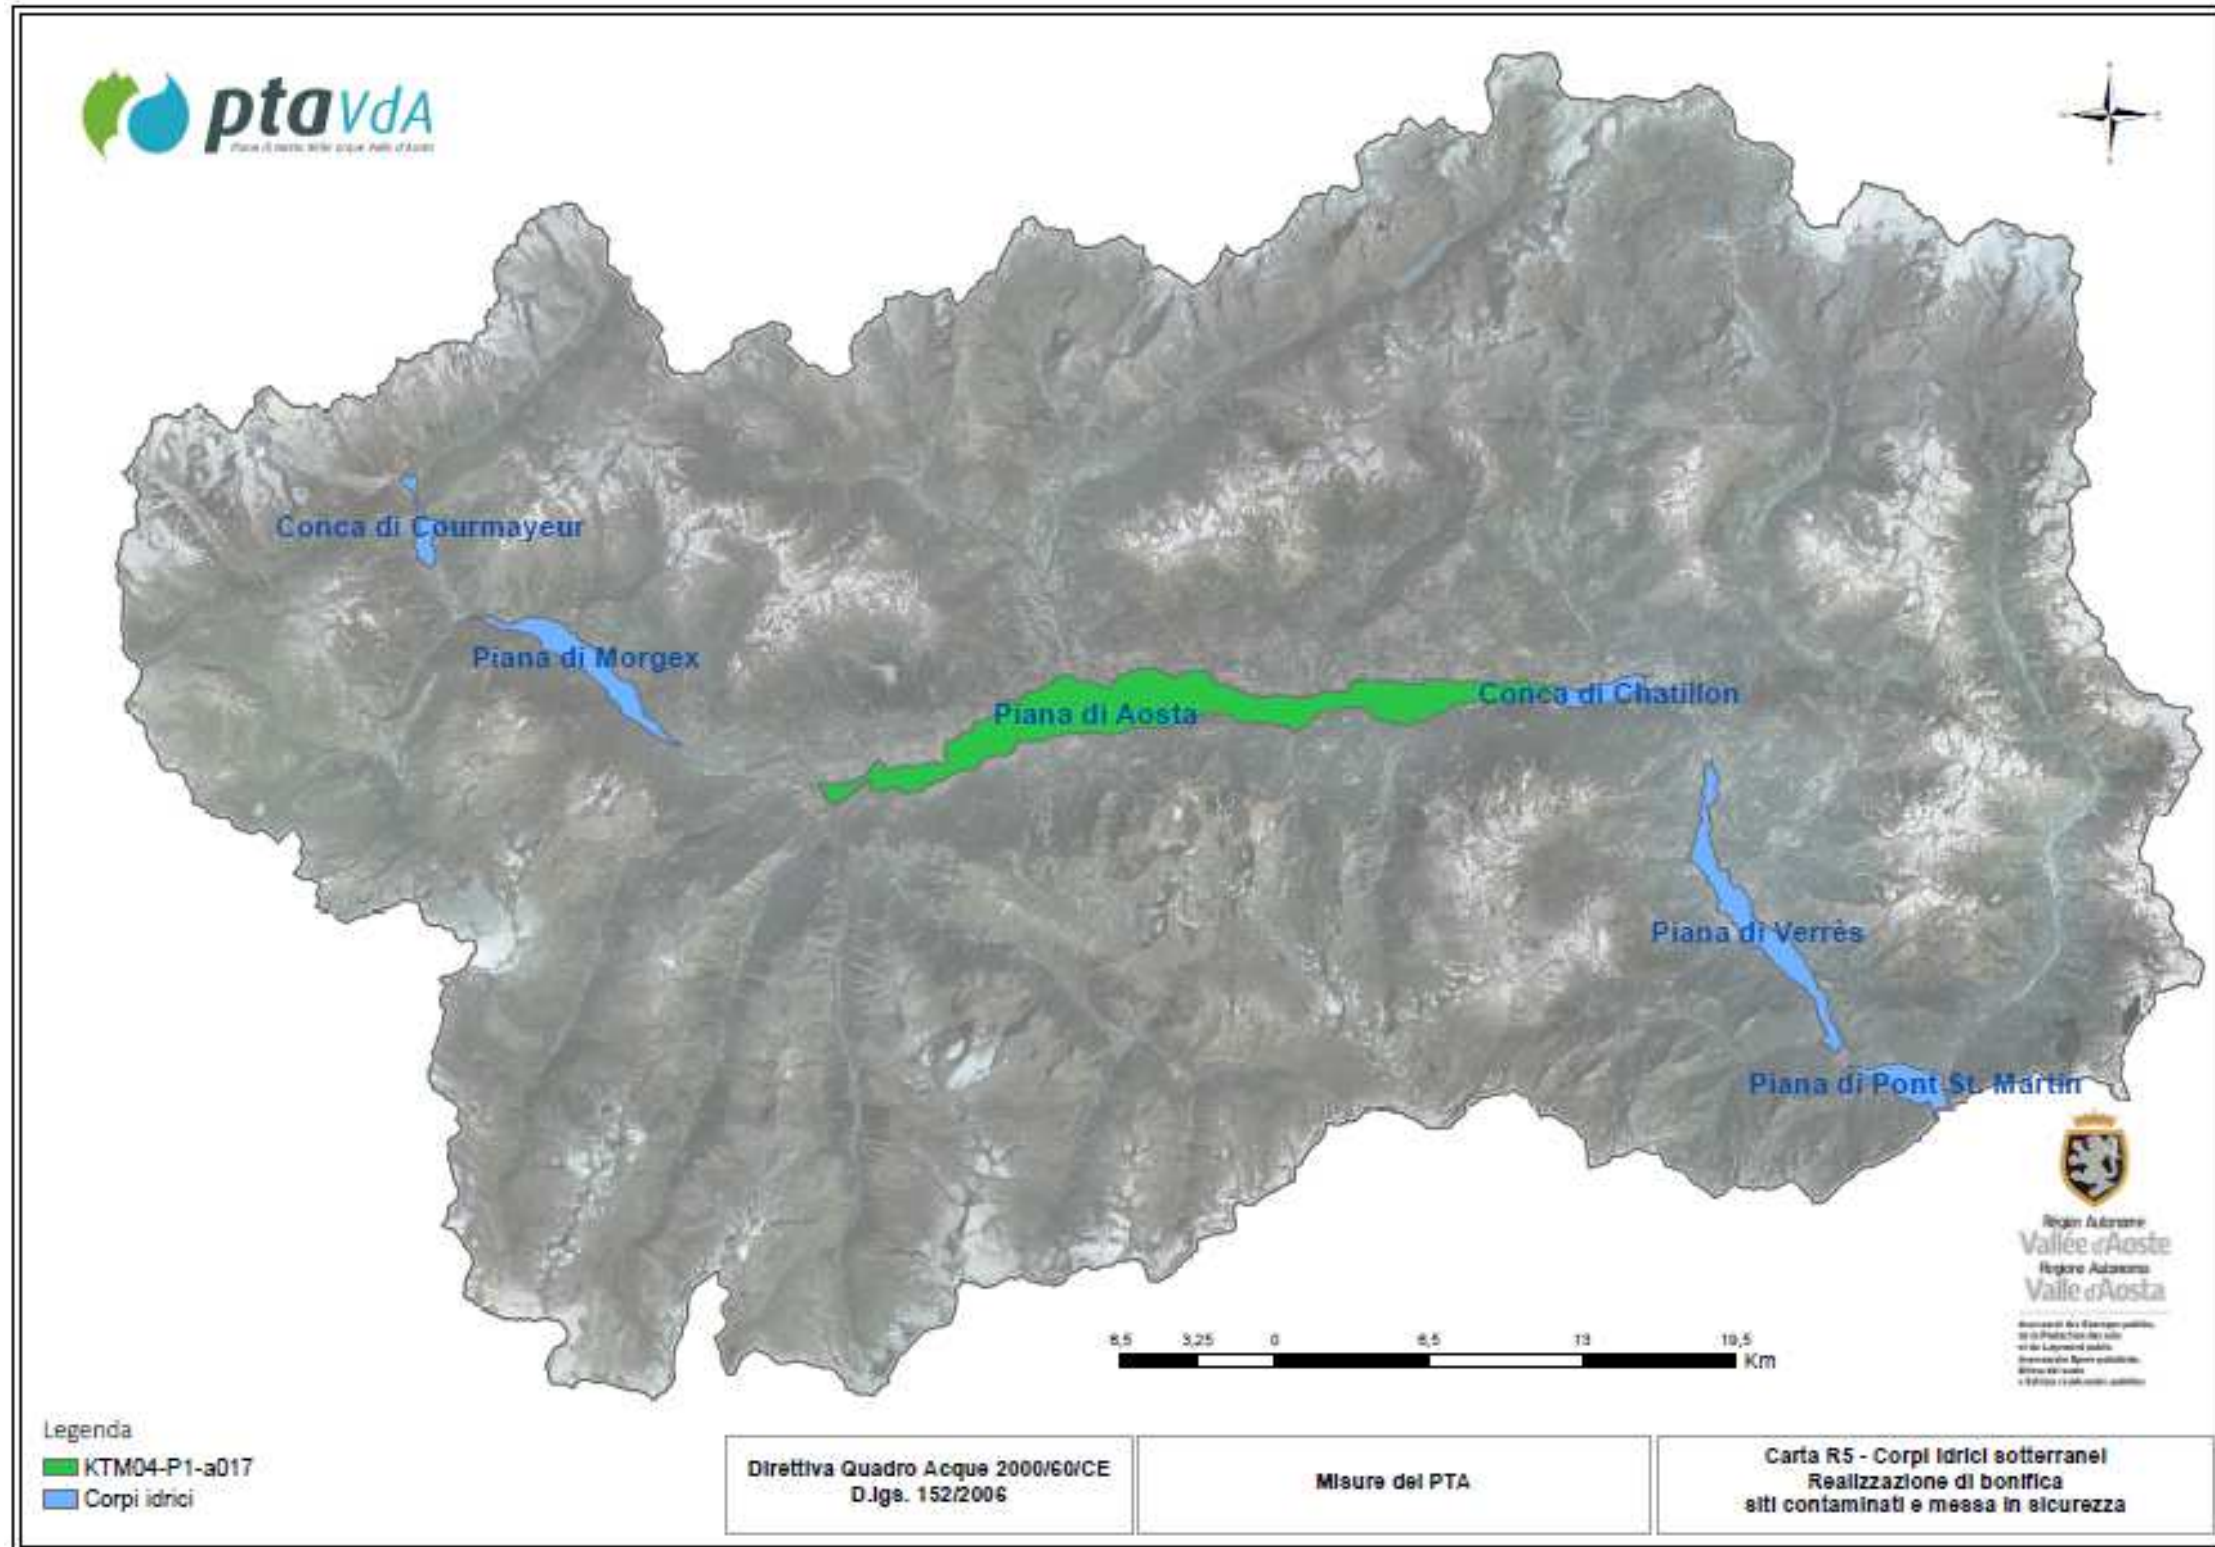 pta VdA
Conca di Courmayeur
Piana di Morgex
Piana di Aosta
Conca di Chatillon
Piana di Verrès
Piana di Pont St. Martin
Région Autonome
Vallée d'Aoste
Regione Autonoma
Valle d'Aosta
6,5 3,25 0 6,5 13 19,5
Km
Legenda
KTM04-P1-a017
Corpi idrici
Direttiva Quadro Acque 2000/60/CE
D.lgs. 152/2006
Misure del PTA
Carta R5 - Corpi idrici sotterranei
Realizzazione di bonifica
siti contaminati e messa in sicurezza